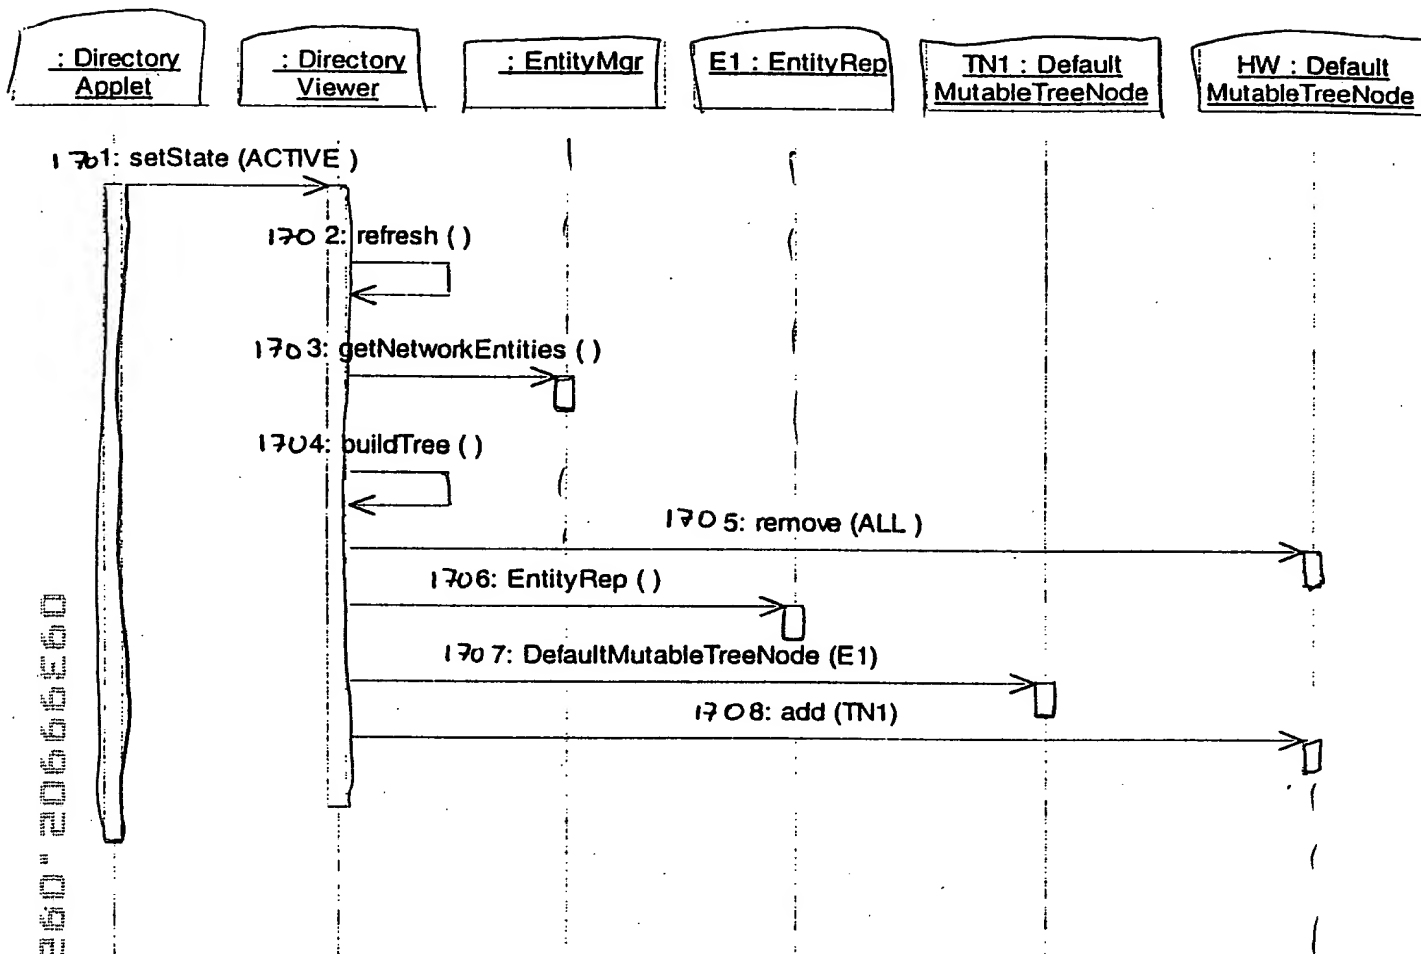 : Directory
Applet
: Directory
Viewer
: EntityMgr
E1 : EntityRep
TN1 : Default
MutableTreeNode
HW : Default
MutableTreeNode
1701: setState (ACTIVE )
1702: refresh ( )
1703: getNetworkEntities ( )
1704: buildTree ( )
1705: remove (ALL )
1706: EntityRep ( )
1707: DefaultMutableTreeNode (E1)
1708: add (TN1)